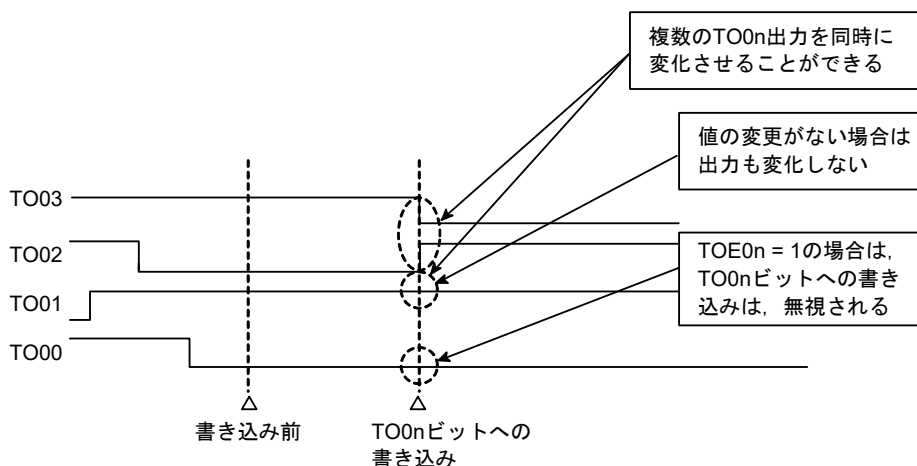 複数のTO0n出力を同時に
変化させることができる
値の変更がない場合は
出力も変化しない
TO03
TO02
TOE0n = 1の場合は，
TO0nビットへの書き
込みは，無視される
TO01
TO00
書き込み前
TO0nビットへの
書き込み